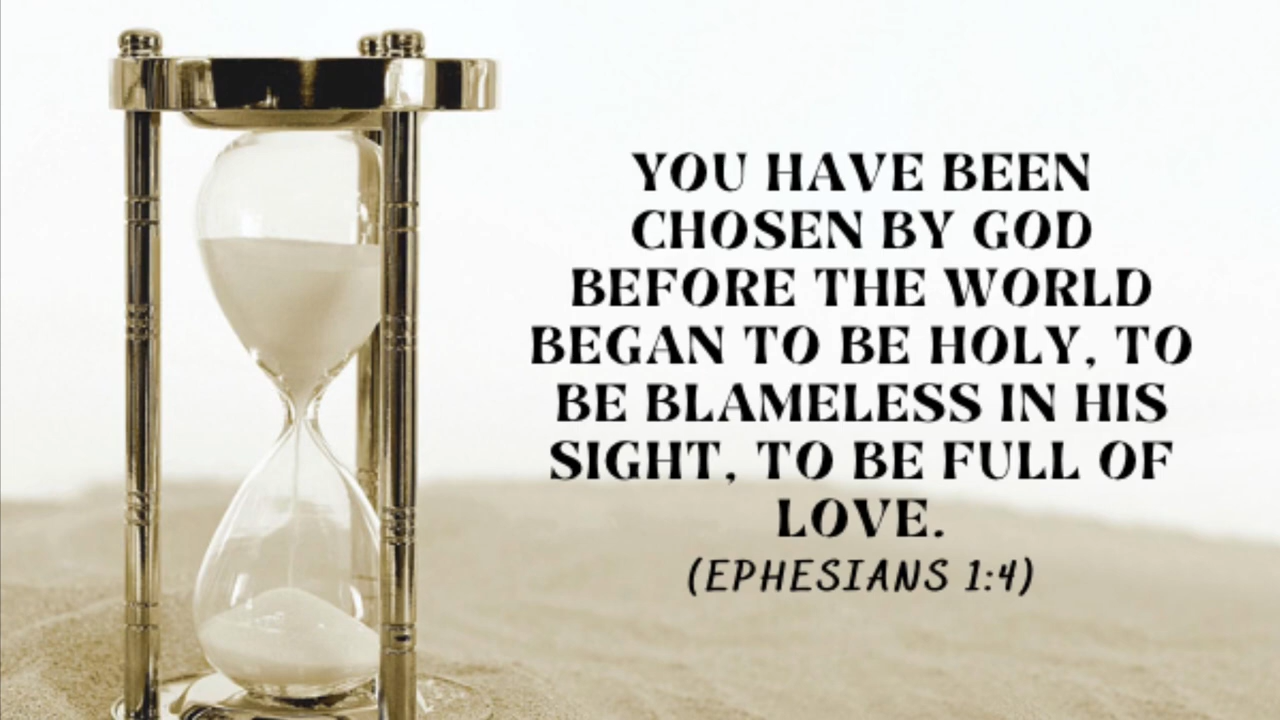 YOU HAVE BEEN
CHOSEN BY GOD
BEFORE THE WORLD
BEGAN TO BE HOLY, TO
BE BLAMELESS IN HIS
SIGHT, TO BE FULL OF
LOVE.
(EPHESIANS 1:4)